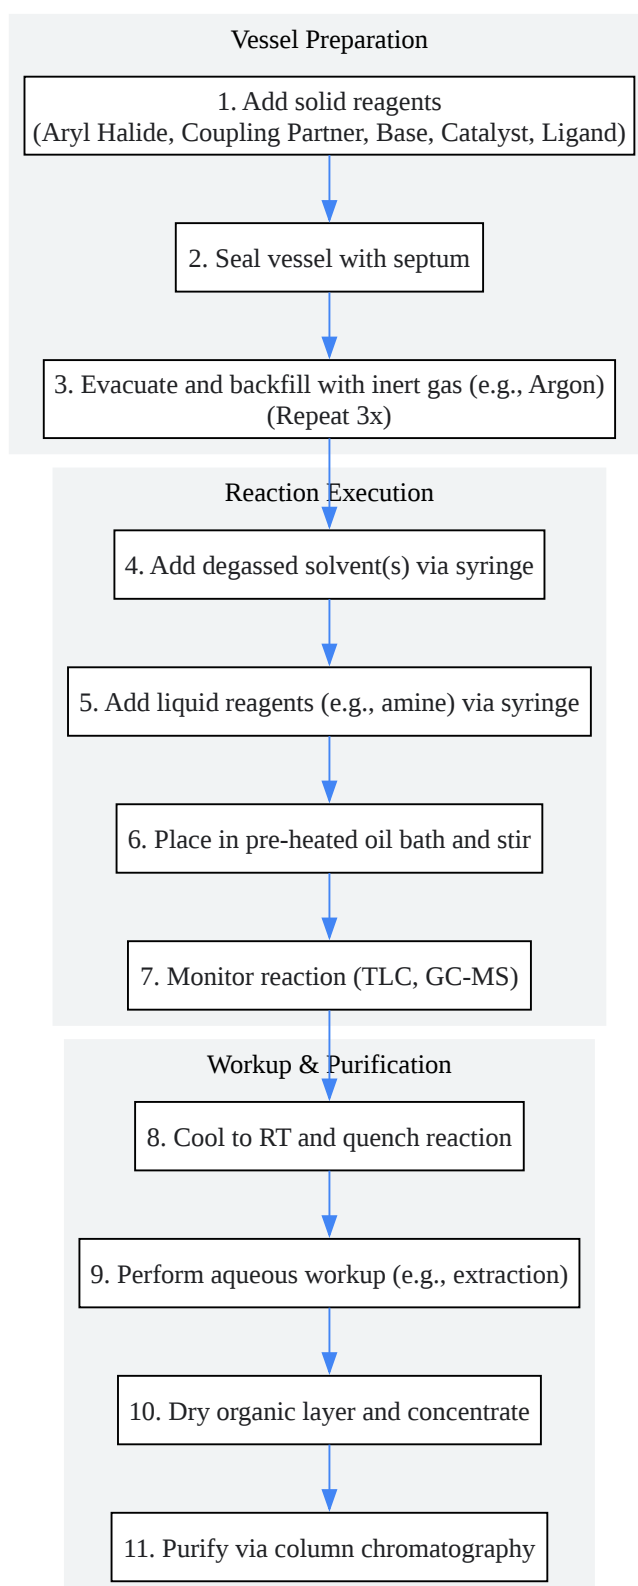 Vessel Preparation
1. Add solid reagents
(Aryl Halide, Coupling Partner, Base, Catalyst, Ligand)
2. Seal vessel with septum
3. Evacuate and backfill with inert gas (e.g., Argon)
(Repeat 3x)
Reaction Execution
4. Add degassed solvent(s) via syringe
5. Add liquid reagents (e.g., amine) via syringe
6. Place in pre-heated oil bath and stir
7. Monitor reaction (TLC, GC-MS)
Workup & Purification
8. Cool to RT and quench reaction
9. Perform aqueous workup (e.g., extraction)
10. Dry organic layer and concentrate
11. Purify via column chromatography